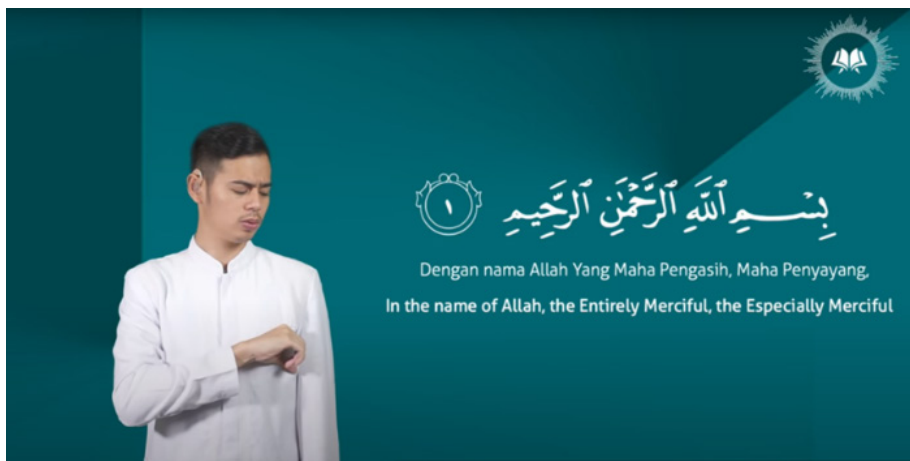 بِسْمِ ٱللَّهِ ٱلرَّحْمَٰنِ ٱلرَّحِيمِ ١
Dengan nama Allah Yang Maha Pengasih, Maha Penyayang,
In the name of Allah, the Entirely Merciful, the Especially Merciful